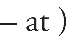 – at )